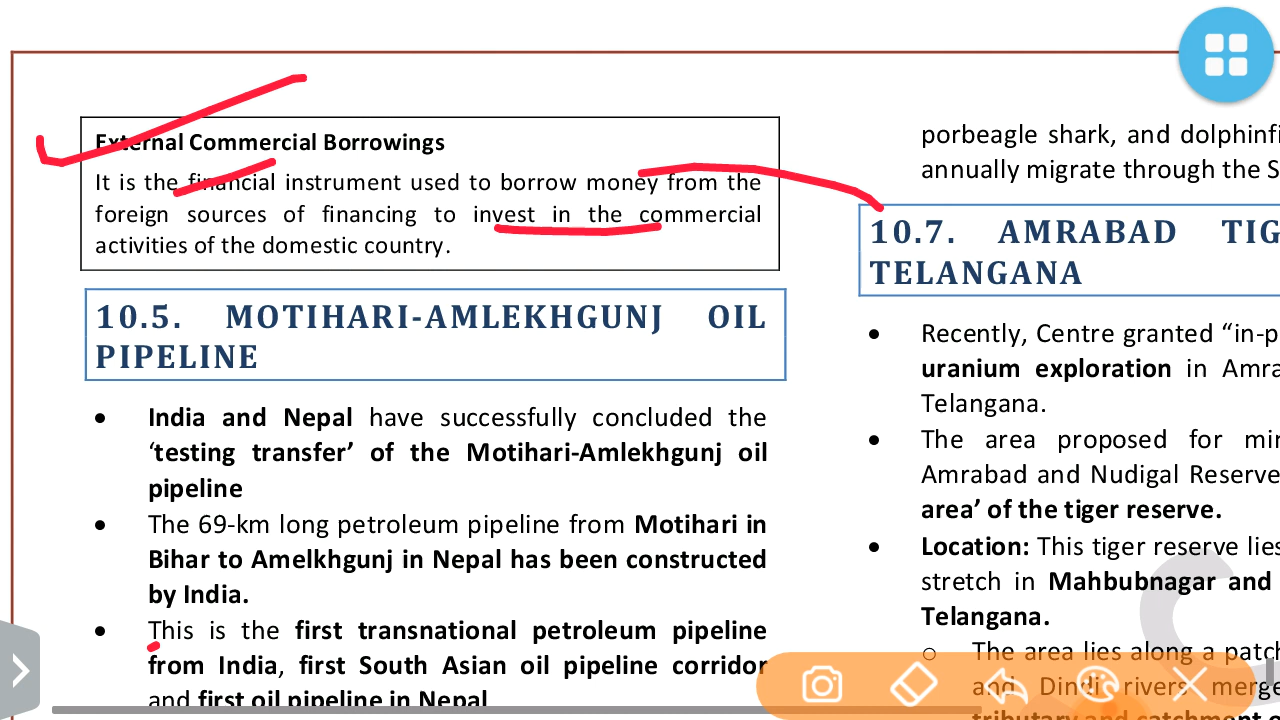 External Commercial Borrowings
It is the financial instrument used to borrow money from the
foreign sources of financing to invest in the commercial
activities of the domestic country.
10.5. MOTIHARI-AMLEKHGUNJ OIL
PIPELINE
• India and Nepal have successfully concluded the
‘testing transfer’ of the Motihari-Amlekhgunj oil
pipeline
• The 69-km long petroleum pipeline from Motihari in
Bihar to Amelkhgunj in Nepal has been constructed
by India.
• This is the first transnational petroleum pipeline
from India, first South Asian oil pipeline corridor
and first oil pipeline in Nepal
porbeagle shark, and dolphinfi
annually migrate through the S
10.7. AMRABAD TIG
TELANGANA
• Recently, Centre granted “in-p
uranium exploration in Amra
Telangana.
• The area proposed for min
Amrabad and Nudigal Reserve
area’ of the tiger reserve.
• Location: This tiger reserve lies
stretch in Mahbubnagar and
Telangana.
o The area lies along a patch
and Dindi rivers merge
tributary and catchment o